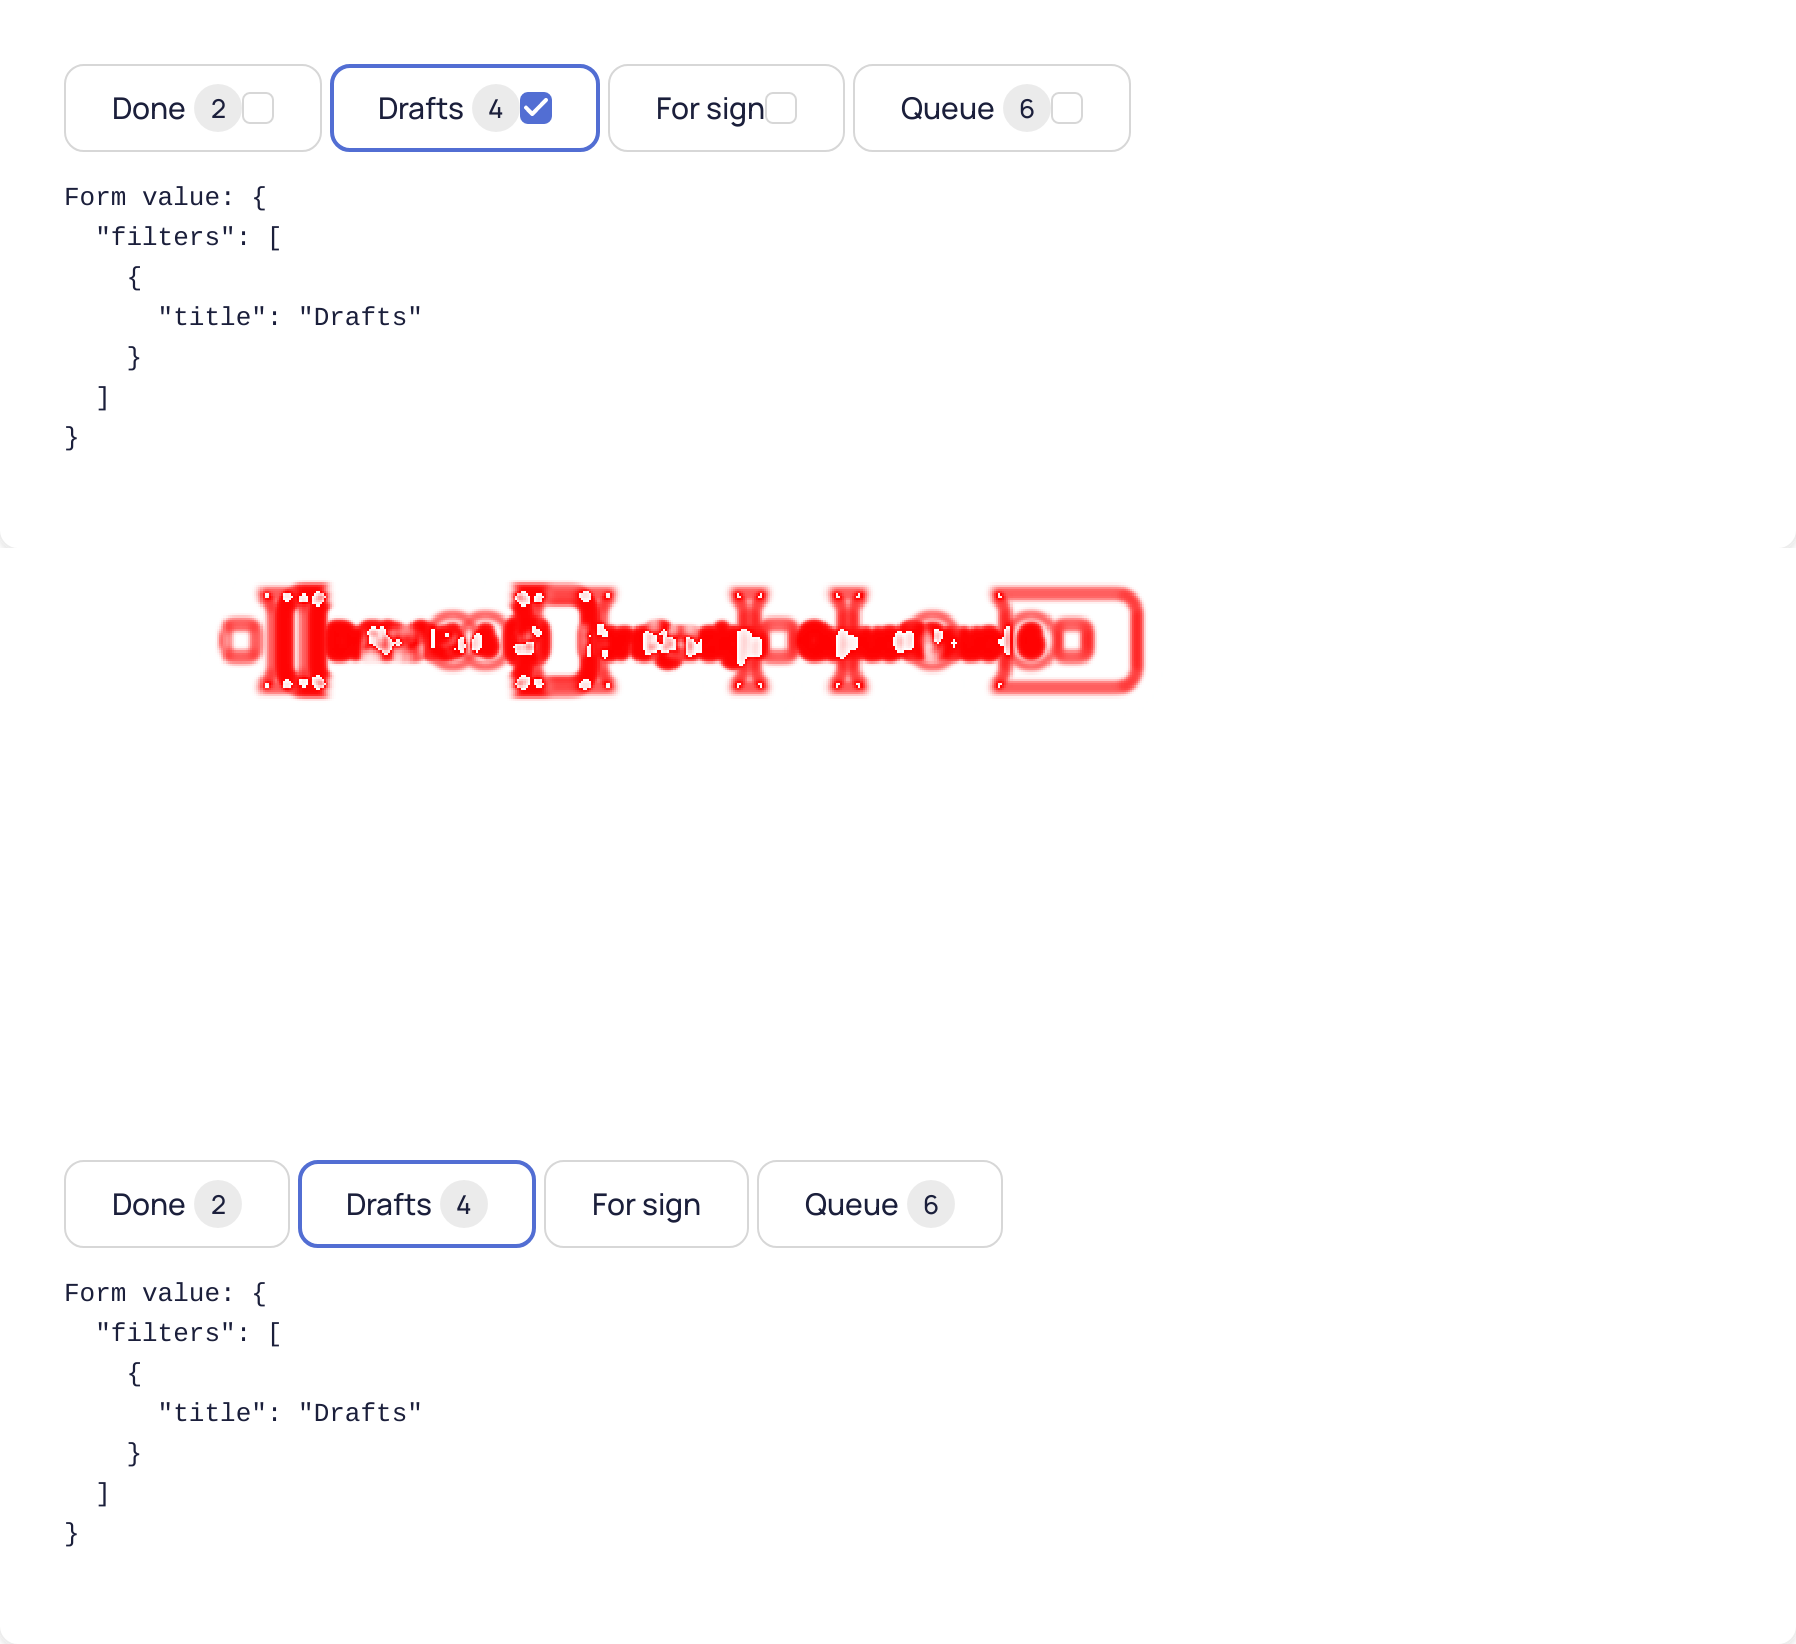 Done 2 Drafts 4 For sign Queue 6
Form value: {
  "filters": [
    {
      "title": "Drafts"
    }
  ]
}
Done 2 Drafts 4 For sign Queue 6
Form value: {
  "filters": [
    {
      "title": "Drafts"
    }
  ]
}